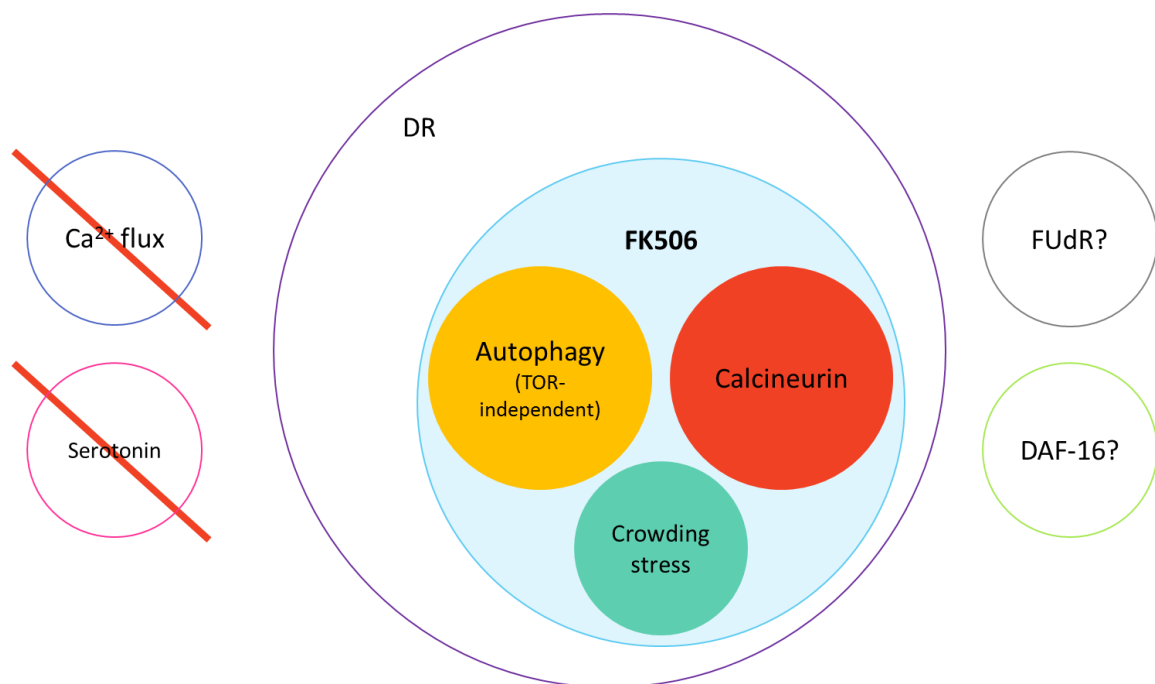 DR
Ca²⁺ flux
FK506
FUdR?
Autophagy
(TOR-
independent)
Calcineurin
Serotonin
DAF-16?
Crowding
stress